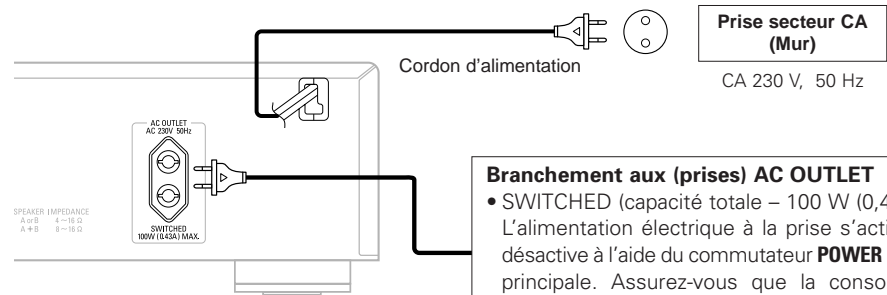 Prise secteur CA
(Mur)
Cordon d'alimentation
CA 230 V, 50 Hz
AC OUTLET
AC 230V 50Hz
SPEAKER IMPEDANCE
A or B 4~16 Ω
A + B 8~16 Ω
SWITCHED
100W (0.43A) MAX.
Branchement aux (prises) AC OUTLET
• SWITCHED (capacité totale – 100 W (0,4
L'alimentation électrique à la prise s'acti
désactive à l'aide du commutateur POWER
principale. Assurez-vous que la conso